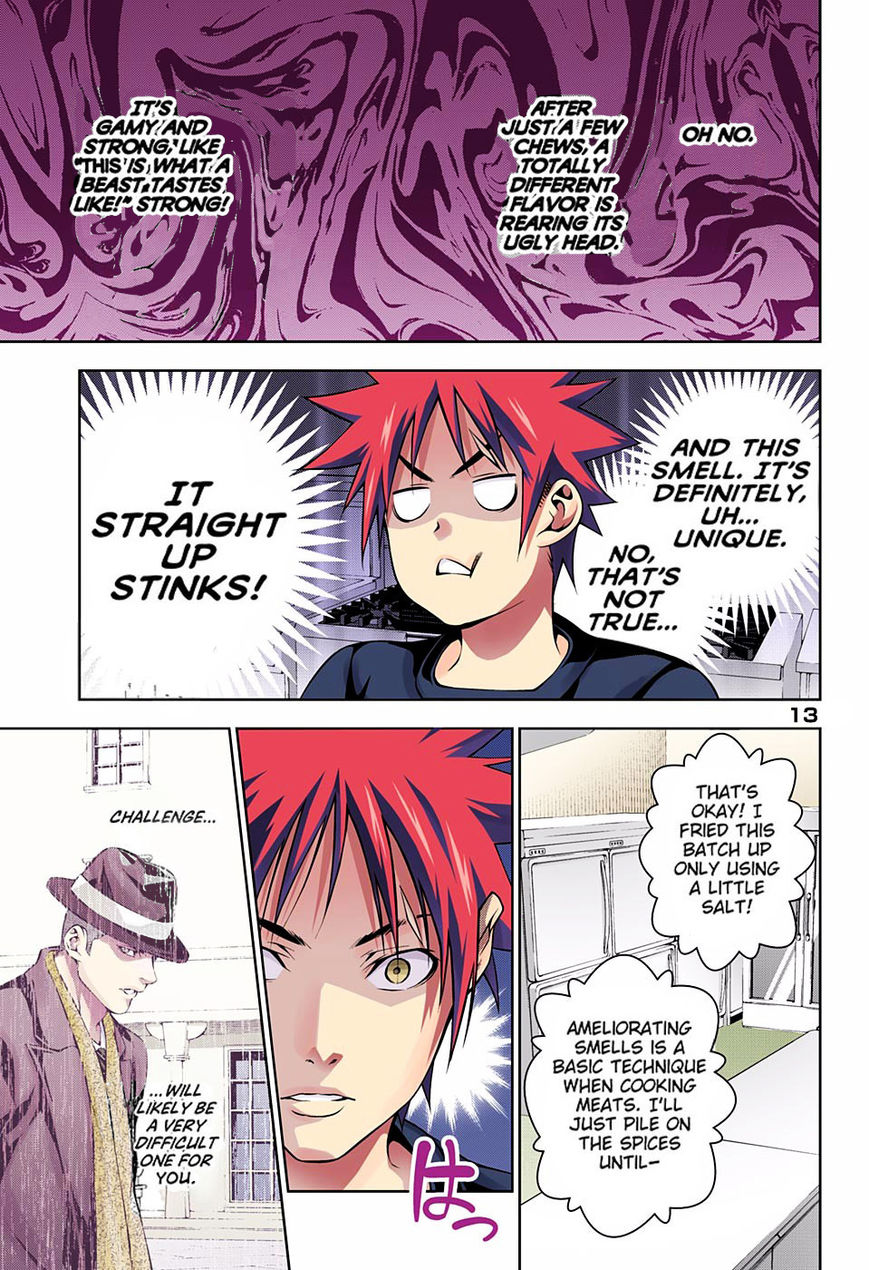 OH NO.
AFTER
JUST A FEW
CHEWS, A
TOTALLY
DIFFERENT
FLAVOR IS
REARING ITS
UGLY HEAD.
IT'S
GAMY AND
STRONG, LIKE
"THIS IS WHAT A
BEAST TASTES
LIKE!" STRONG!
AND THIS
SMELL. IT'S
DEFINITELY,
UH...
UNIQUE.
NO,
THAT'S
NOT
TRUE...
IT
STRAIGHT
UP
STINKS!
13
THAT'S
OKAY! I
FRIED THIS
BATCH UP
ONLY USING
A LITTLE
SALT!
AMELIORATING
SMELLS IS A
BASIC TECHNIQUE
WHEN COOKING
MEATS. I'LL
JUST PILE ON
THE SPICES
UNTIL-
はっ
CHALLENGE...
...WILL
LIKELY BE
A VERY
DIFFICULT
ONE FOR
YOU.